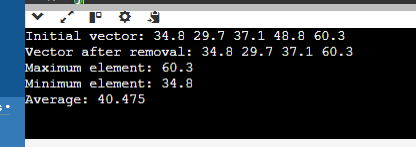 Initial vector: 34.8 29.7 37.1 48.8 60.3
Vector after removal: 34.8 29.7 37.1 60.3
Maximum element: 60.3
Minimum element: 34.8
Average: 40.475